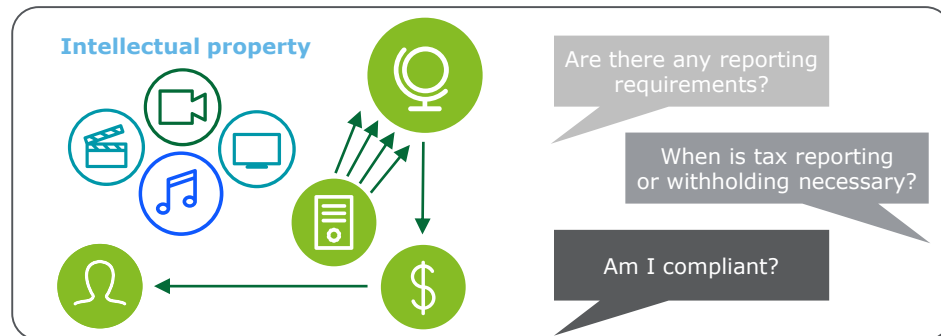 Intellectual property
Are there any reporting
requirements?
When is tax reporting
or withholding necessary?
Am I compliant?
$